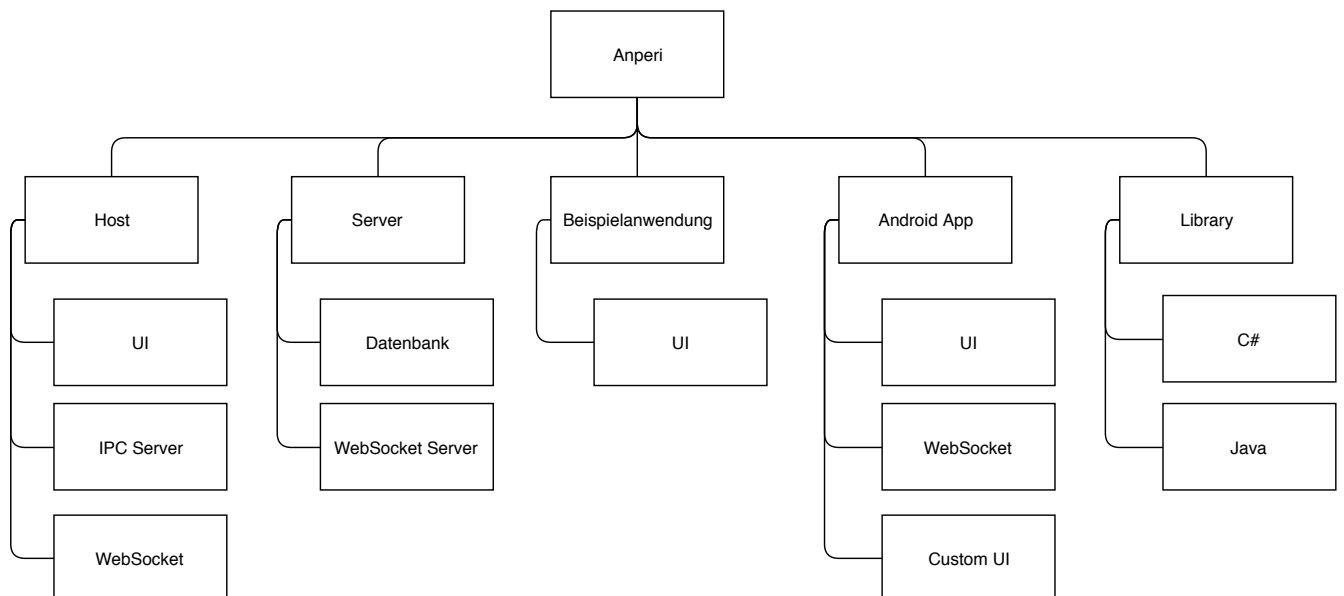 Anperi
Host
Server
Beispielanwendung
Android App
Library
UI
Datenbank
UI
UI
C#
IPC Server
WebSocket Server
WebSocket
Java
WebSocket
Custom UI